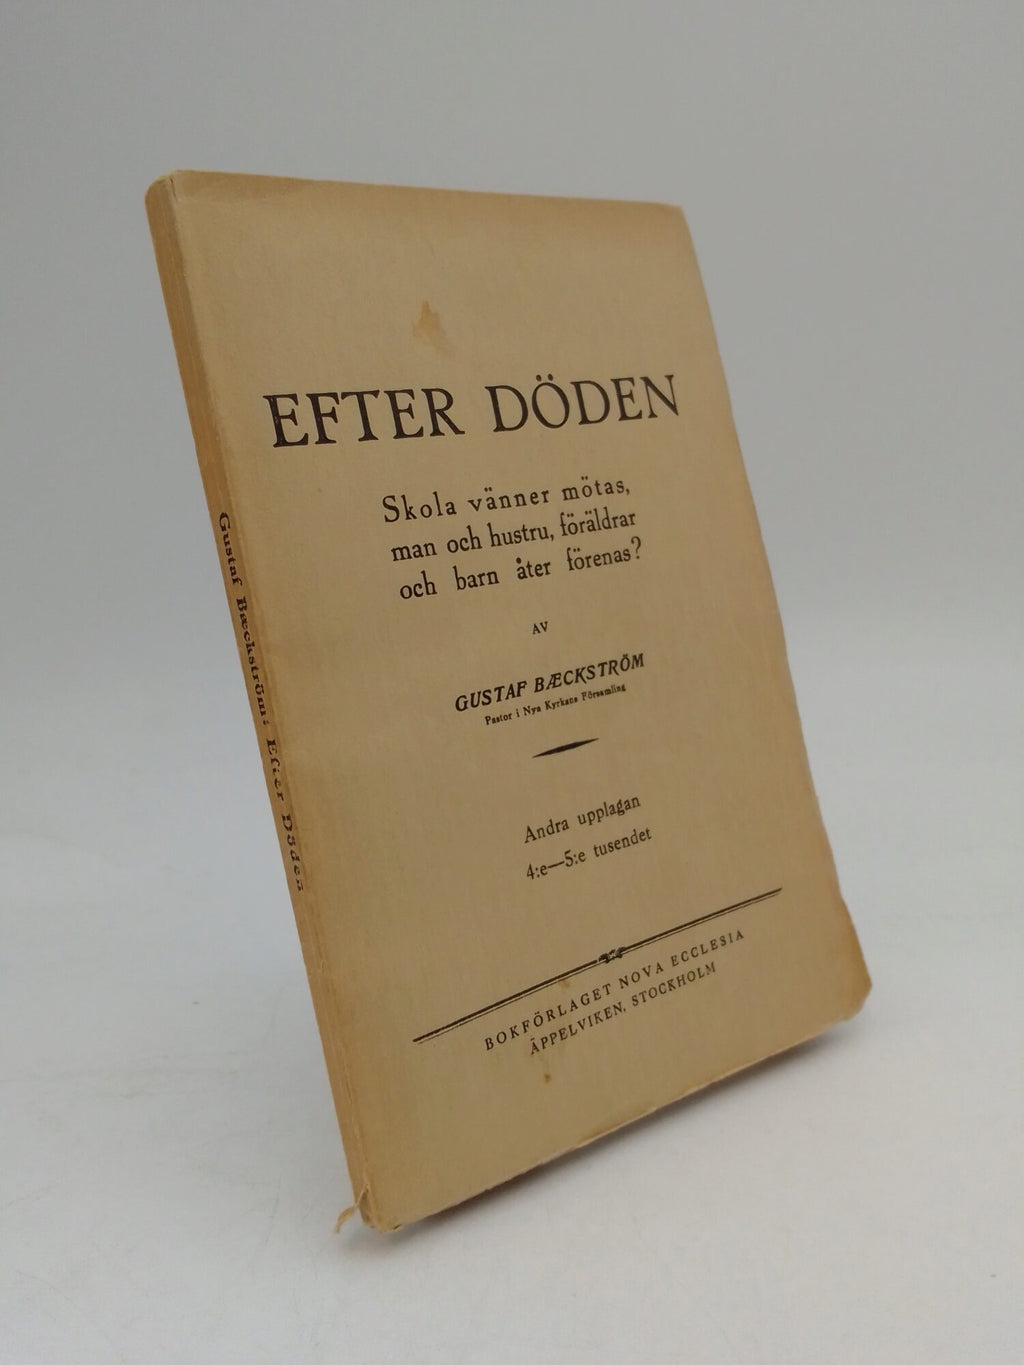 EFTER DÖDEN
Skola vänner mötas,
man och hustru, föräldrar
och barn åter förenas?
AV
GUSTAF BÆCKSTRÖM
Pastor i Nya Kyrkans Församling
Andra upplagan
4:e—5:e tusendet
BOKFÖRLAGET NOVA ECCLESIA
ÄPPELVIKEN, STOCKHOLM
Gustaf Bæckström: Efter Döden